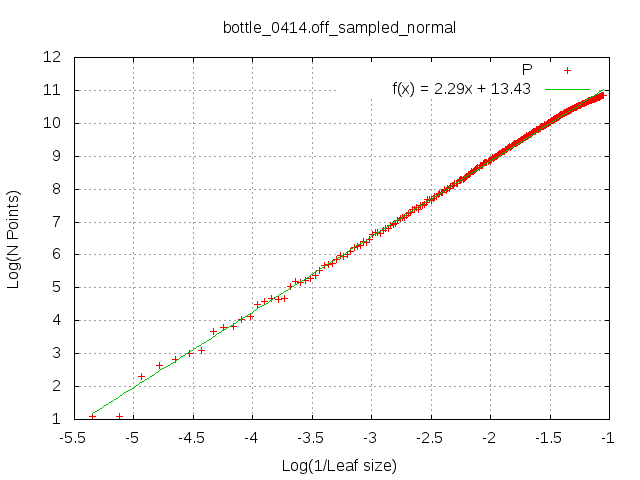 bottle_0414.off_sampled_normal
12
11
10
9
8
7
6
5
4
3
2
1
P
f(x) = 2.29x + 13.43
Log(N Points)
-5.5 -5 -4.5 -4 -3.5 -3 -2.5 -2 -1.5 -1
Log(1/Leaf size)